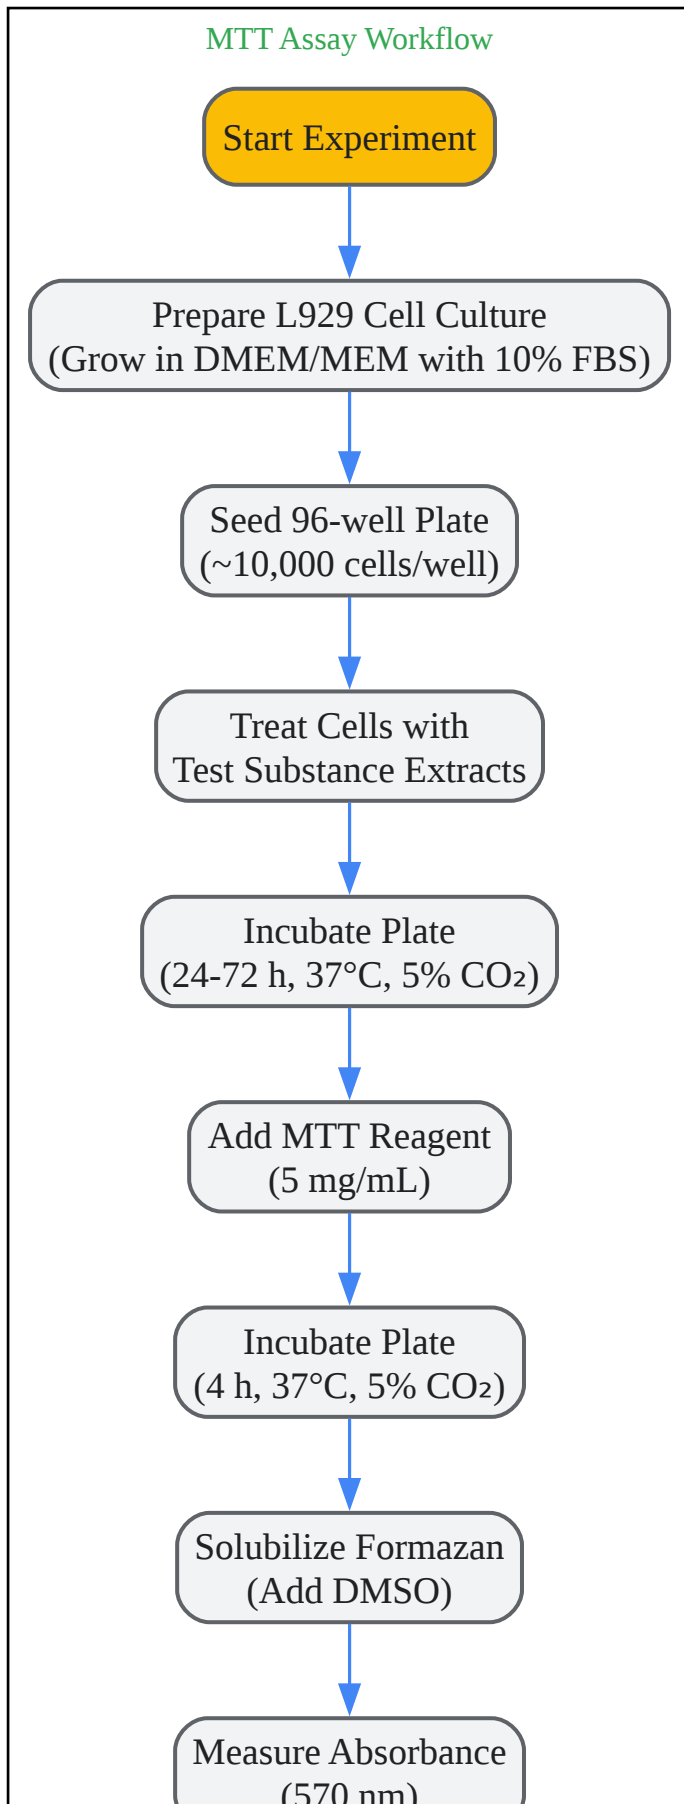 MTT Assay Workflow
Start Experiment
Prepare L929 Cell Culture
(Grow in DMEM/MEM with 10% FBS)
Seed 96-well Plate
(~10,000 cells/well)
Treat Cells with
Test Substance Extracts
Incubate Plate
(24-72 h, 37°C, 5% CO₂)
Add MTT Reagent
(5 mg/mL)
Incubate Plate
(4 h, 37°C, 5% CO₂)
Solubilize Formazan
(Add DMSO)
Measure Absorbance
(570 nm)